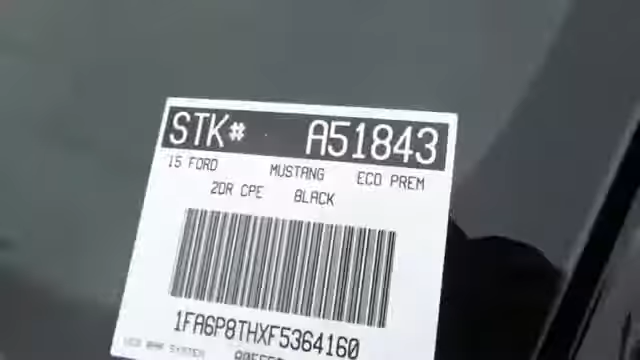 STK# A51843
'15 FORD MUSTANG ECO PREM
2DR CPE BLACK
1FA6P8THXF5364160